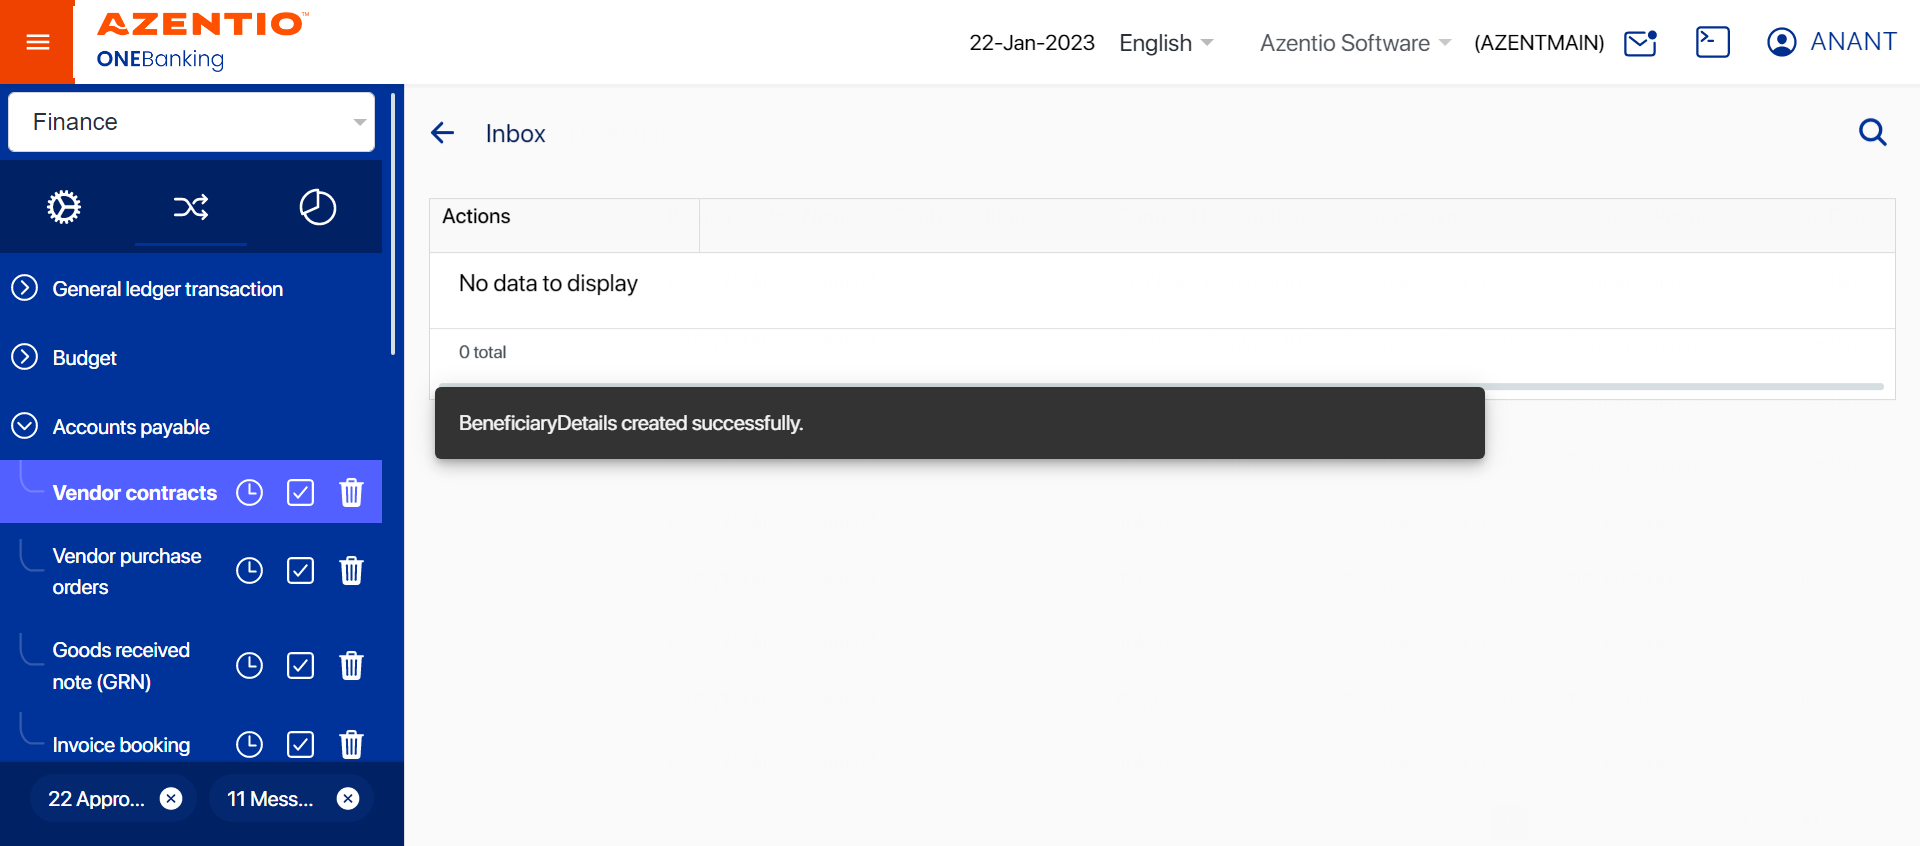 AZENTIO™
ONEBanking
22-Jan-2023
English
Azentio Software
(AZENTMAIN)
ANANT
Finance
General ledger transaction
Budget
Accounts payable
Vendor contracts
Vendor purchase
orders
Goods received
note (GRN)
Invoice booking
22 Appro...
11 Mess...
Inbox
Actions
No data to display
0 total
BeneficiaryDetails created successfully.